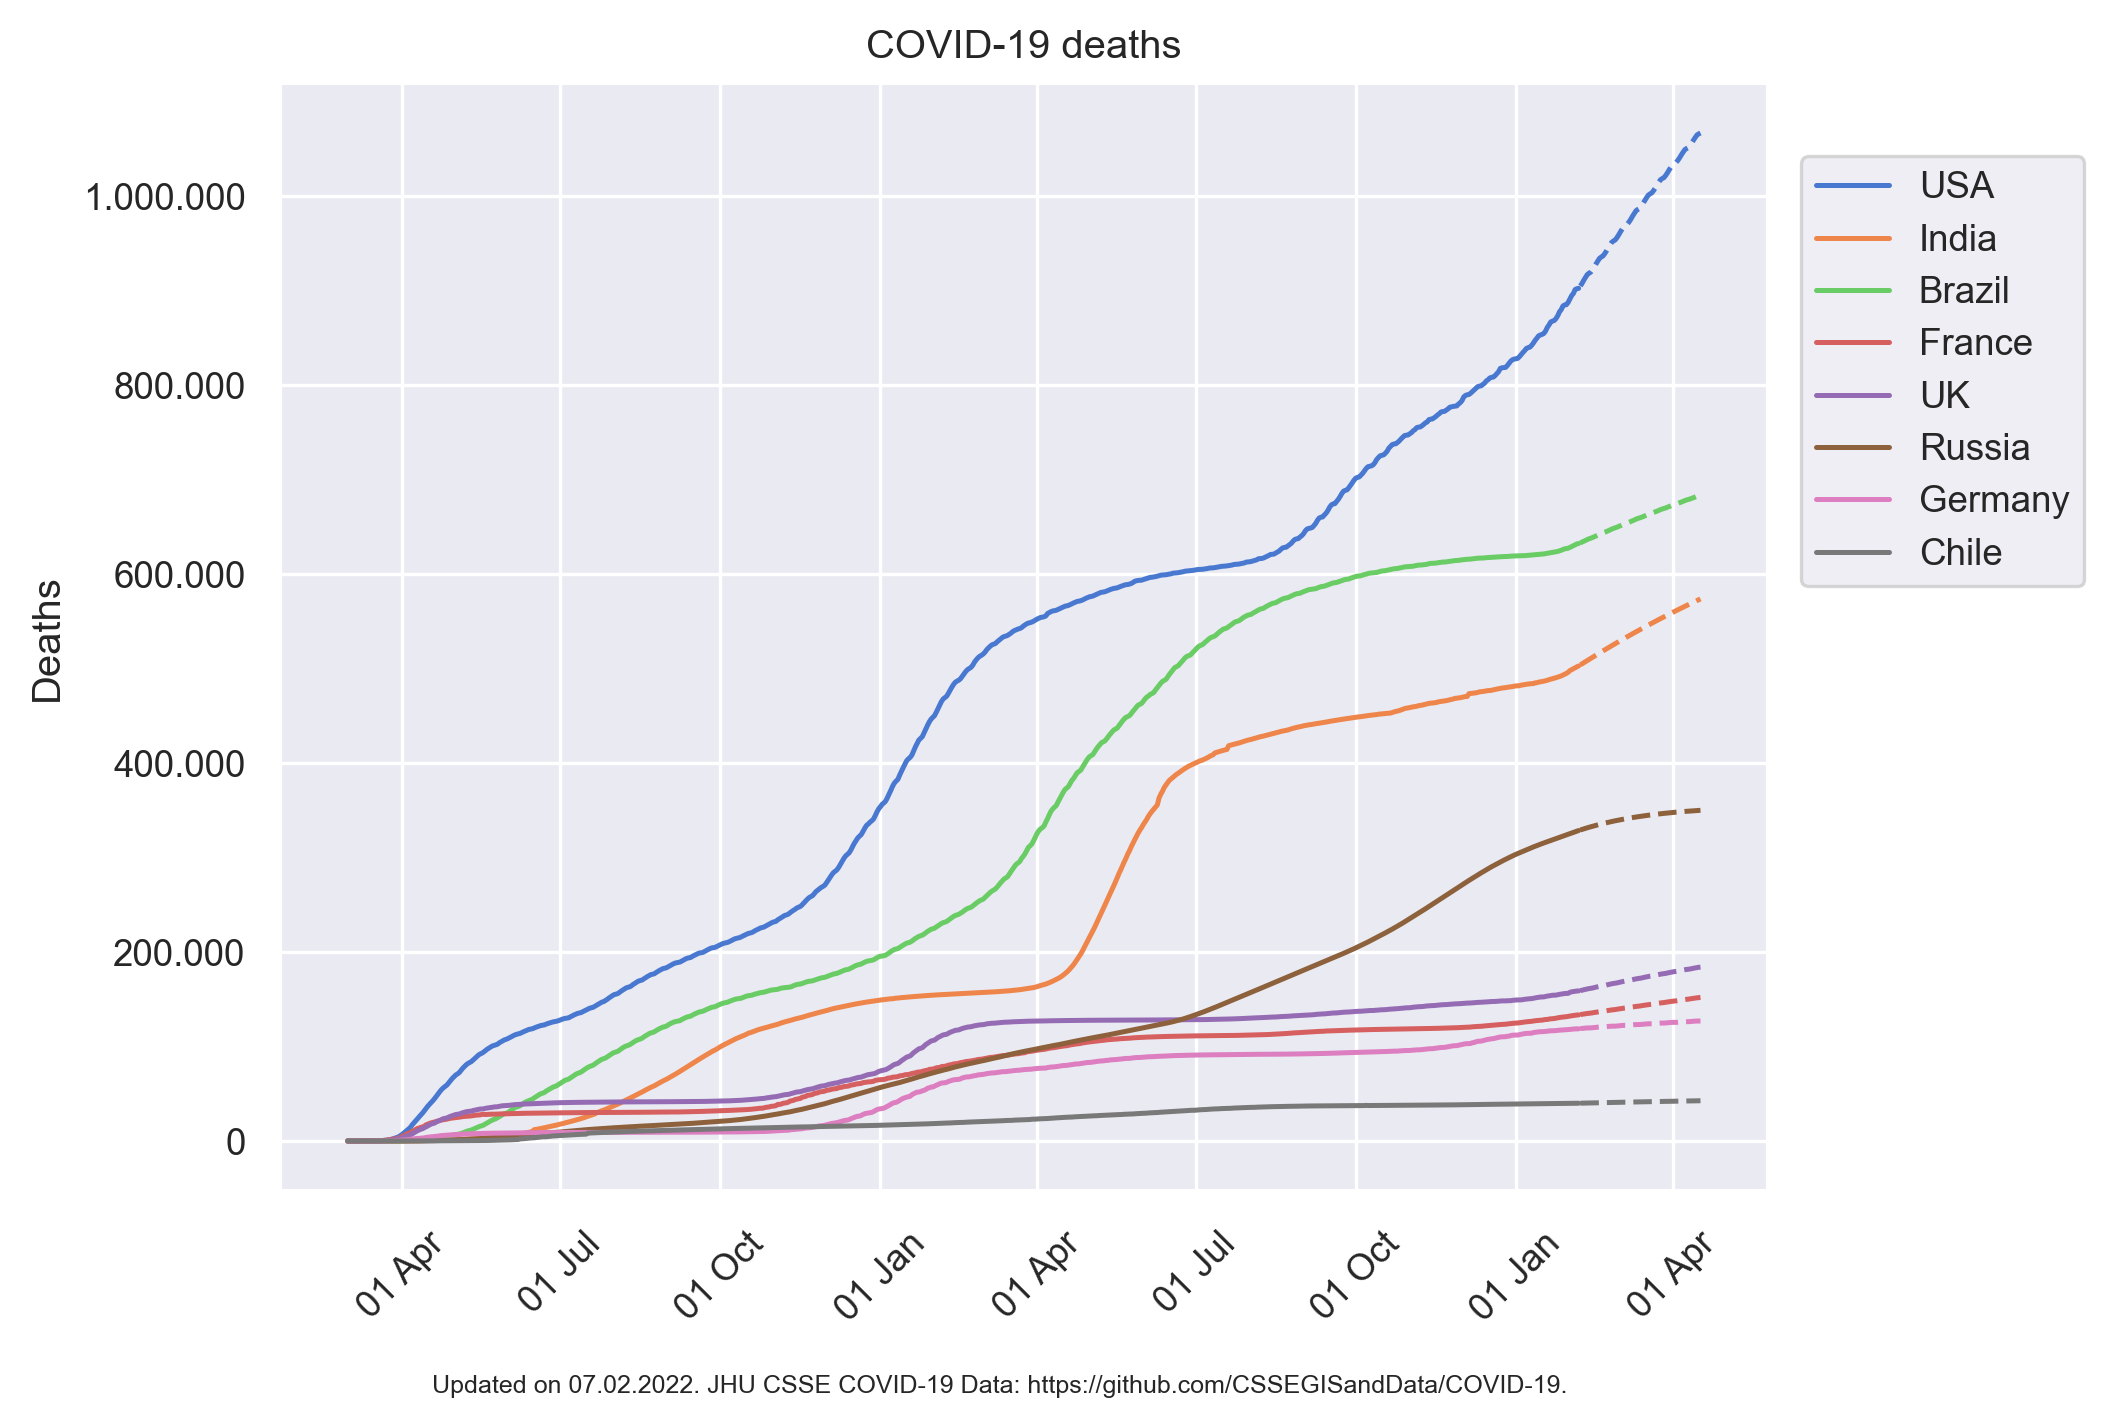 COVID-19 deaths
1.000.000
800.000
600.000
400.000
200.000
0
Deaths
USA
India
Brazil
France
UK
Russia
Germany
Chile
01 Apr
01 Jul
01 Oct
01 Jan
01 Apr
01 Jul
01 Oct
01 Jan
01 Apr
Updated on 07.02.2022. JHU CSSE COVID-19 Data: https://github.com/CSSEGISandData/COVID-19.